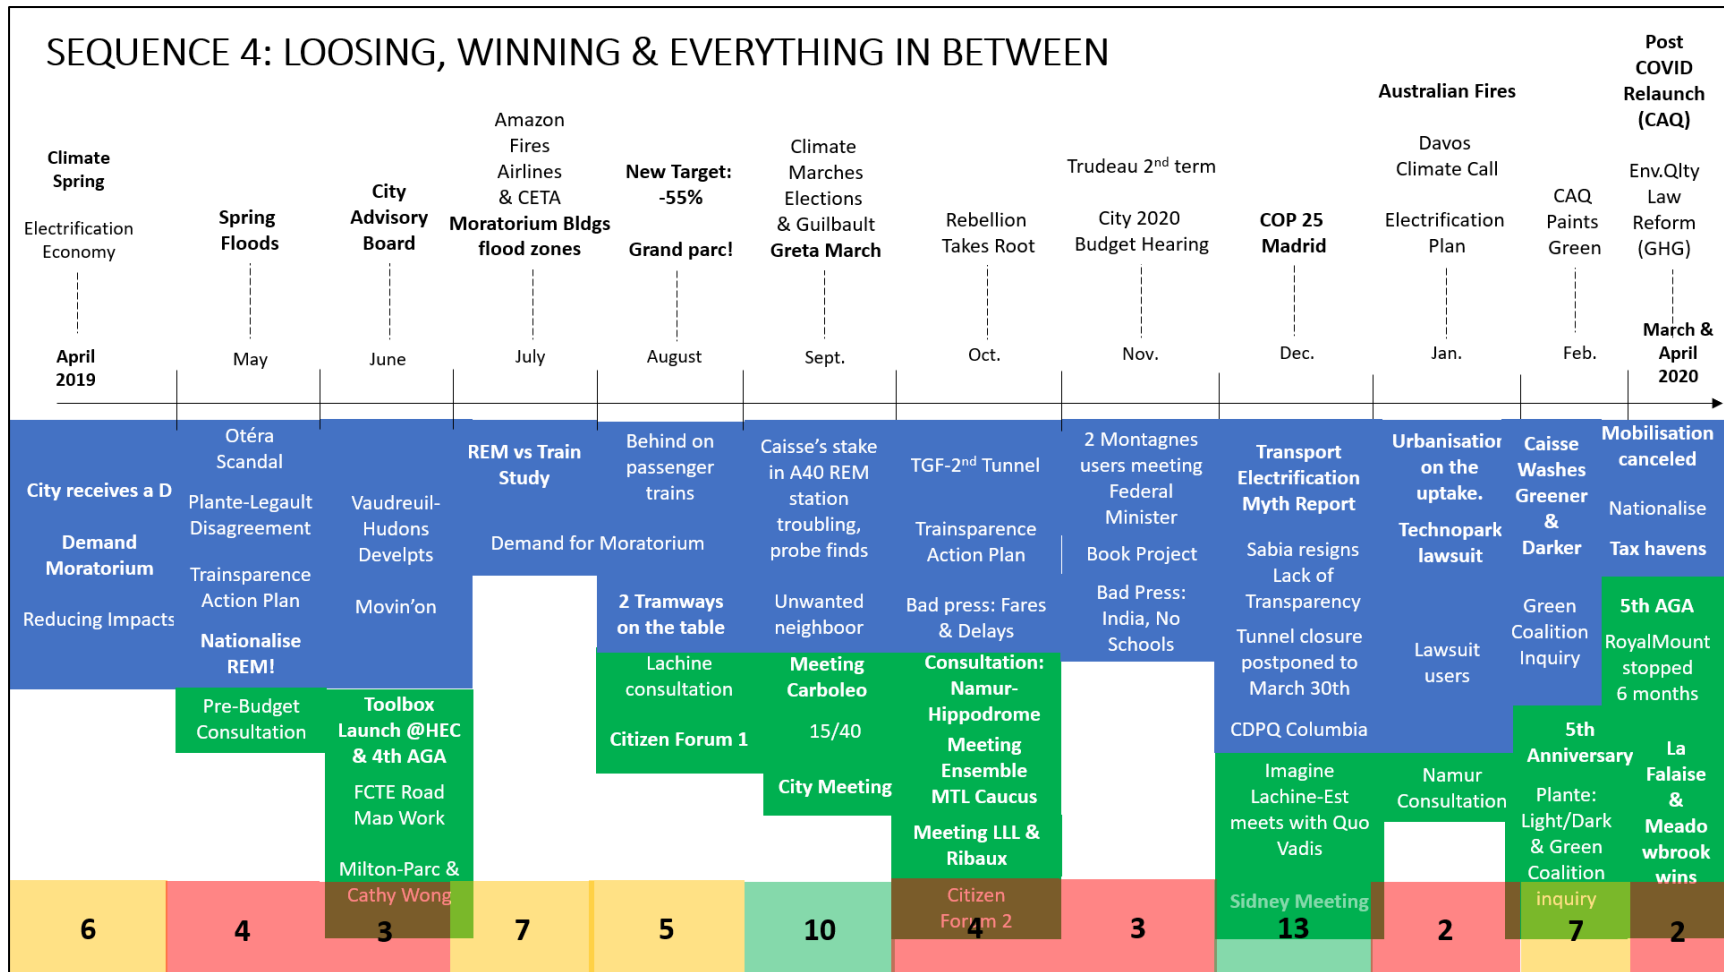 SEQUENCE 4: LOOSING, WINNING & EVERYTHING IN BETWEEN
Climate
Spring
Electrification
Economy
Spring
Floods
City
Advisory
Board
Amazon
Fires
Airlines
& CETA
Moratorium Bldgs
flood zones
New Target:
-55%
Grand parc!
Climate
Marches
Elections
& Guilbault
Greta March
Rebellion
Takes Root
Trudeau 2nd term
City 2020
Budget Hearing
COP 25
Madrid
Australian Fires
Davos
Climate Call
Electrification
Plan
CAQ
Paints
Green
Post
COVID
Relaunch
(CAQ)
Env.Qlty
Law
Reform
(GHG)
April
2019
May
June
July
August
Sept.
Oct.
Nov.
Dec.
Jan.
Feb.
March &
April
2020
City receives a D
Demand
Moratorium
Reducing Impacts
Otéra
Scandal
Plante-Legault
Disagreement
Trainsparence
Action Plan
Nationalise
REM!
Pre-Budget
Consultation
Vaudreuil-
Hudons
Develpts
Movin'on
Toolbox
Launch @HEC
& 4th AGA
FCTE Road
Map Work
Milton-Parc &
Cathy Wong
REM vs Train
Study
Demand for Moratorium
Behind on
passenger
trains
2 Tramways
on the table
Lachine
consultation
Citizen Forum 1
Caisse's stake
in A40 REM
station
troubling,
probe finds
Unwanted
neighboor
Meeting
Carboleo
15/40
City Meeting
TGF-2nd Tunnel
Trainsparence
Action Plan
Bad press: Fares
& Delays
Consultation:
Namur-
Hippodrome
Meeting
Ensemble
MTL Caucus
Meeting LLL &
Ribaux
Citizen
Forum 2
2 Montagnes
users meeting
Federal
Minister
Book Project
Bad Press:
India, No
Schools
Transport
Electrification
Myth Report
Sabia resigns
Lack of
Transparency
Tunnel closure
postponed to
March 30th
CDPQ Columbia
Imagine
Lachine-Est
meets with Quo
Vadis
Sidney Meeting
Urbanisation
on the
uptake.
Technopark
lawsuit
Lawsuit
users
Namur
Consultation
Caisse
Washes
Greener
&
Darker
Green
Coalition
Inquiry
5th
Anniversary
Plante:
Light/Dark
& Green
Coalition
inquiry
Mobilisation
canceled
Nationalise
Tax havens
5th AGA
RoyalMount
stopped
6 months
La
Falaise
&
Meado
wbrook
wins
6
4
3
7
5
10
4
3
13
2
7
2